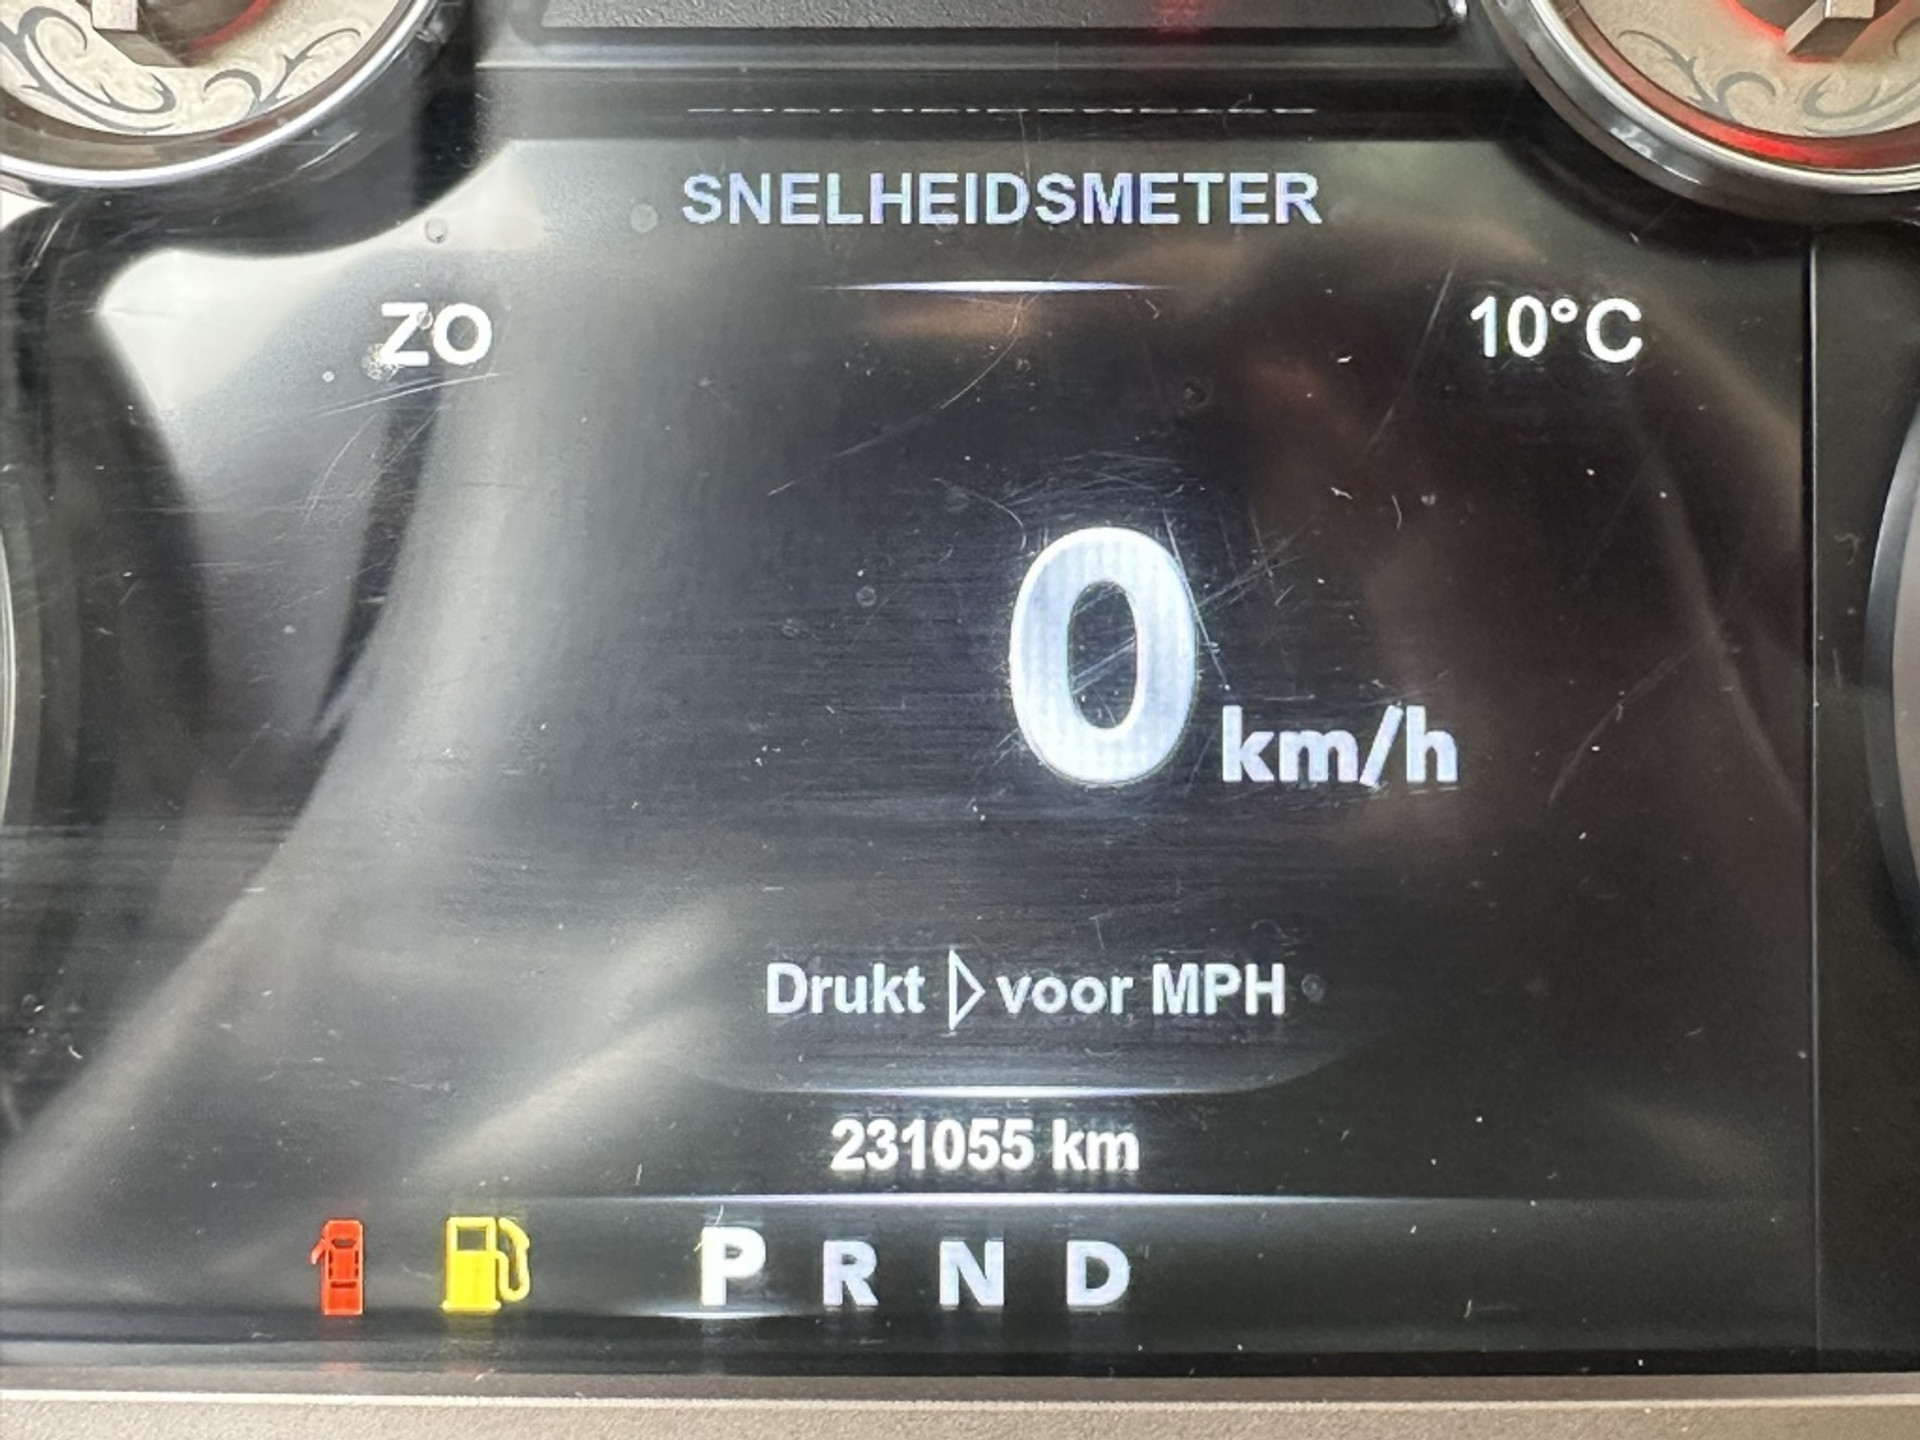 SNELHEIDSMETER
ZO 10°C
0 km/h
Drukt ▷ voor MPH
231055 km
P R N D